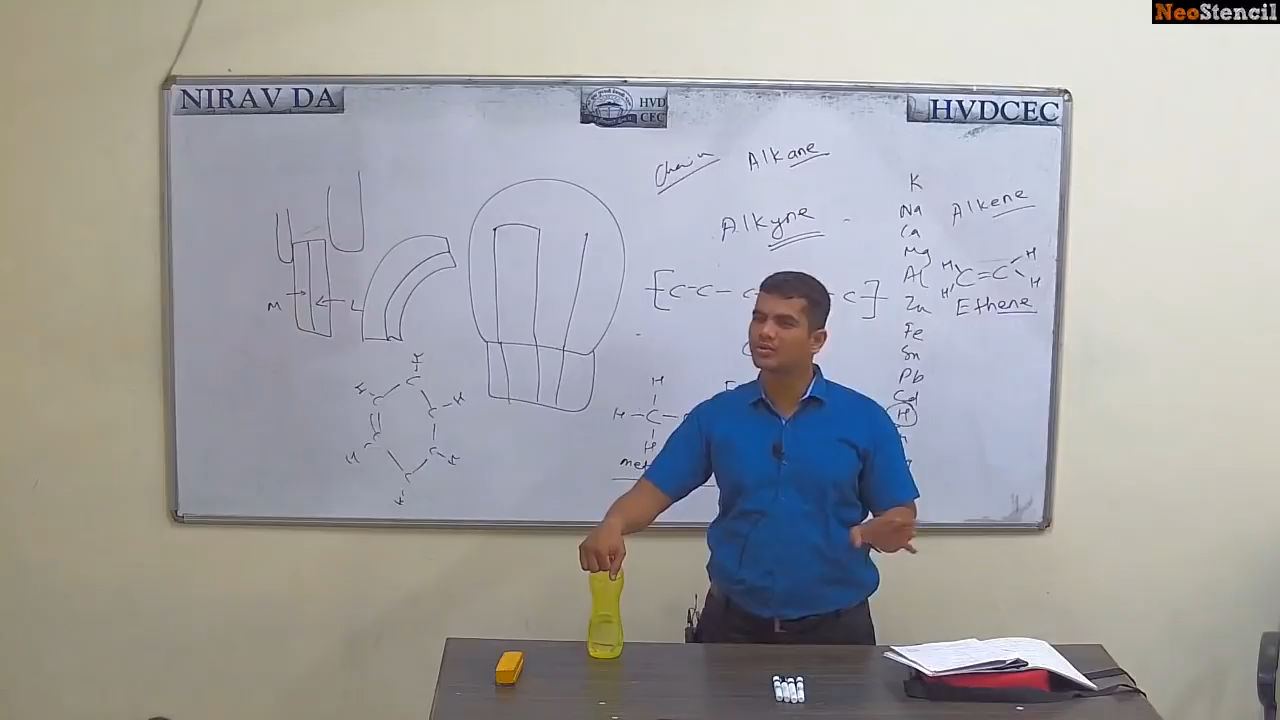 NeoStencil
NIRAV DA
HVD
CEC
HVDCEC
Chain
Alkane
Alkyne
Alkene
K
Na
Ca
Mg
Al
Zn
Fe
Sn
Pb
Cd
H
H H
C=C
H H
Ethene
[C-C-C C]
M
L
H
H-C-C
H
met
H
C
H C C H
H C C H
C
H